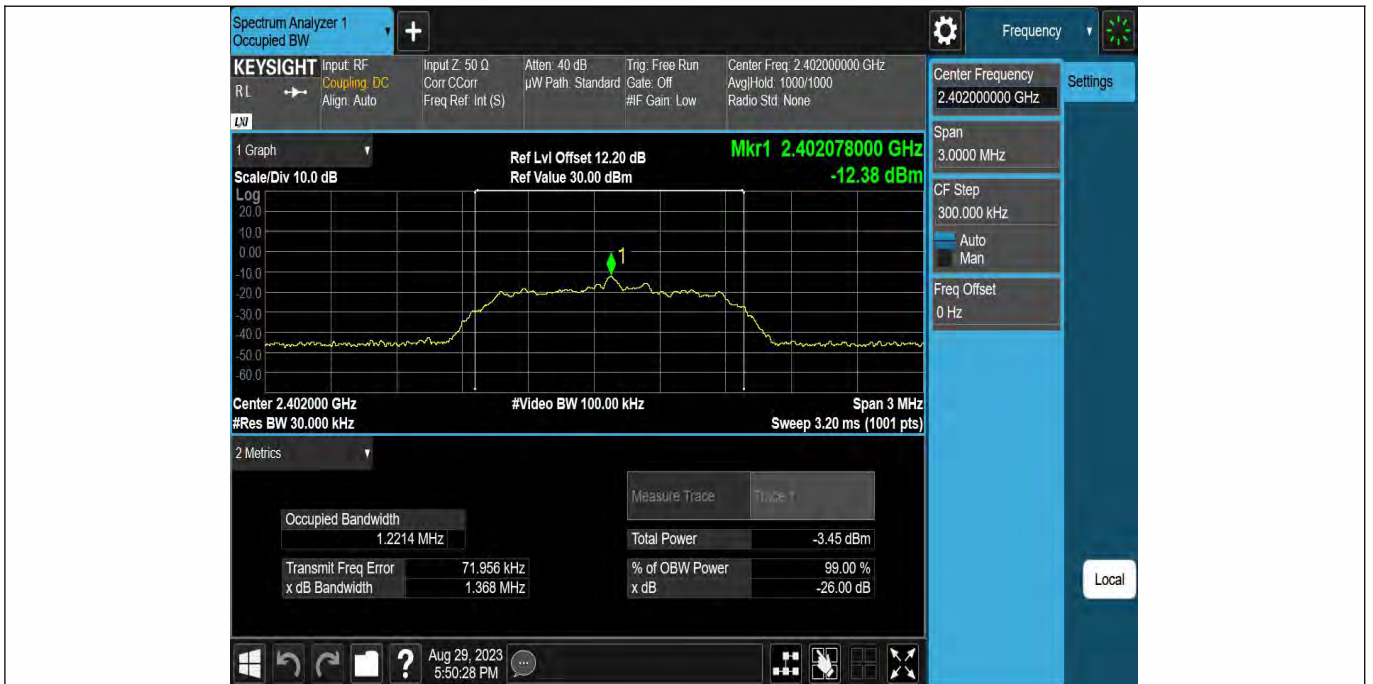 Spectrum Analyzer 1
Occupied BW
+
Frequency
KEYSIGHT
RL
LXI
Input: RF
Coupling: DC
Align: Auto
Input Z: 50 Ω
Corr CCorr
Freq Ref: Int (S)
Atten: 40 dB
µW Path: Standard
Trig: Free Run
Gate: Off
#IF Gain: Low
Center Freq: 2.402000000 GHz
Avg|Hold: 1000/1000
Radio Std: None
Center Frequency
2.402000000 GHz
Settings
Span
3.0000 MHz
CF Step
300.000 kHz
Auto
Man
Freq Offset
0 Hz
Local
1 Graph
Scale/Div 10.0 dB
Ref Lvl Offset 12.20 dB
Ref Value 30.00 dBm
Mkr1 2.402078000 GHz
-12.38 dBm
Log
20.0
10.0
0.00
-10.0
-20.0
-30.0
-40.0
-50.0
-60.0
1
Center 2.402000 GHz
#Video BW 100.00 kHz
Span 3 MHz
#Res BW 30.000 kHz
Sweep 3.20 ms (1001 pts)
2 Metrics
Measure Trace
Trace 1
Occupied Bandwidth
1.2214 MHz
Total Power
-3.45 dBm
Transmit Freq Error
71.956 kHz
% of OBW Power
99.00 %
x dB Bandwidth
1.368 MHz
x dB
-26.00 dB
?
Aug 29, 2023
5:50:28 PM